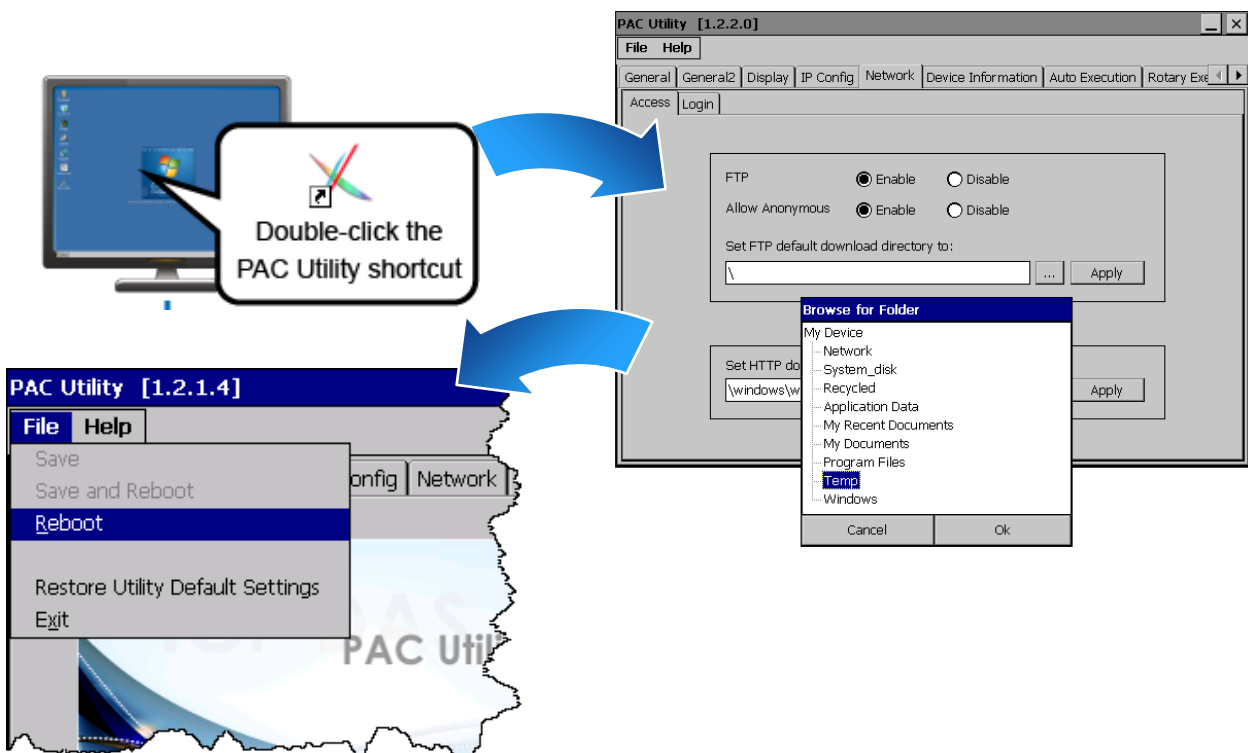 Double-click the
PAC Utility shortcut
PAC Utility [1.2.2.0]
File Help
General General2 Display IP Config Network Device Information Auto Execution Rotary Exe
Access Login
FTP Enable Disable
Allow Anonymous Enable Disable
Set FTP default download directory to:
\ ... Apply
Set HTTP do
\windows\w Apply
Browse for Folder
My Device
Network
System_disk
Recycled
Application Data
My Recent Documents
My Documents
Program Files
Temp
Windows
Cancel Ok
PAC Utility [1.2.1.4]
File Help
Save
Save and Reboot
Reboot
Restore Utility Default Settings
Exit
onfig Network
PAC Utili